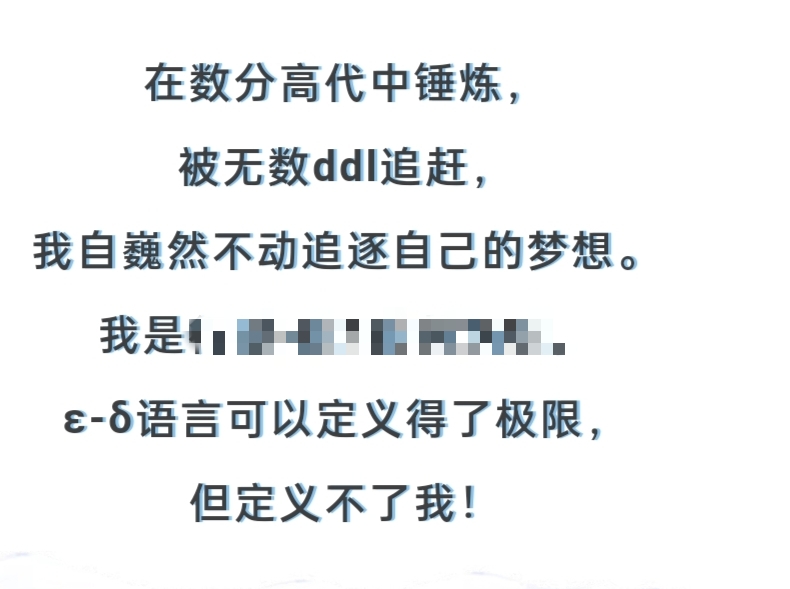 在数分高代中锤炼，
被无数ddl追赶，
我自巍然不动追逐自己的梦想。
我是
ε-δ语言可以定义得了极限，
但定义不了我！